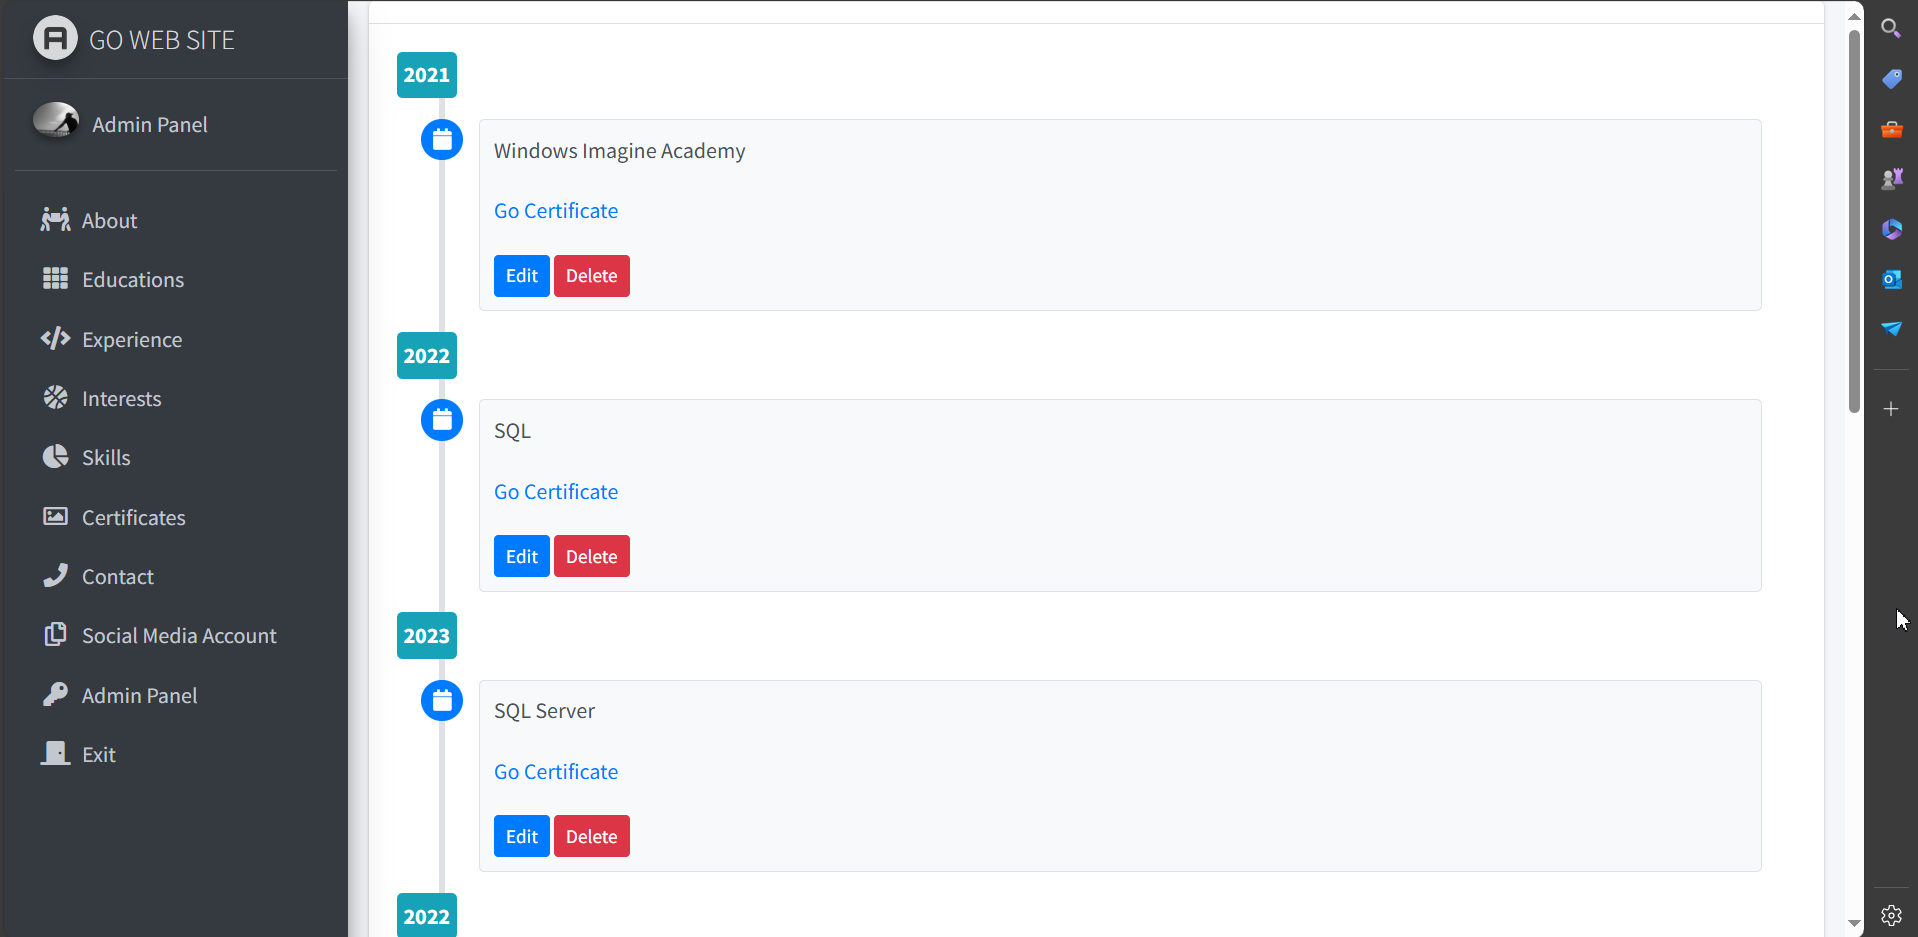 GO WEB SITE
Admin Panel
About
Educations
Experience
Interests
Skills
Certificates
Contact
Social Media Account
Admin Panel
Exit
2021
Windows Imagine Academy
Go Certificate
Edit Delete
2022
SQL
Go Certificate
Edit Delete
2023
SQL Server
Go Certificate
Edit Delete
2022